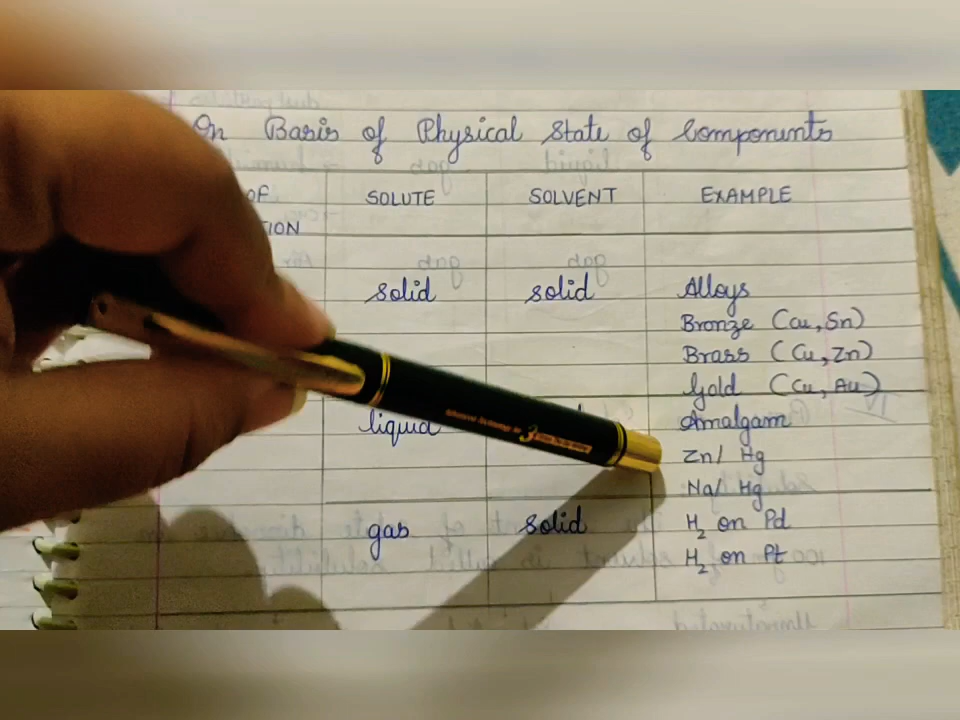 On Basis of Physical State of Components
OF SOLUTE SOLVENT EXAMPLE
ION
solid solid Alloys
Bronze (Cu, Sn)
Brass (Cu, Zn)
Gold (Cu, Au)
liquid Amalgam
Zn/ Hg
Na/ Hg
gas solid H2 on Pd
H2 on Pt